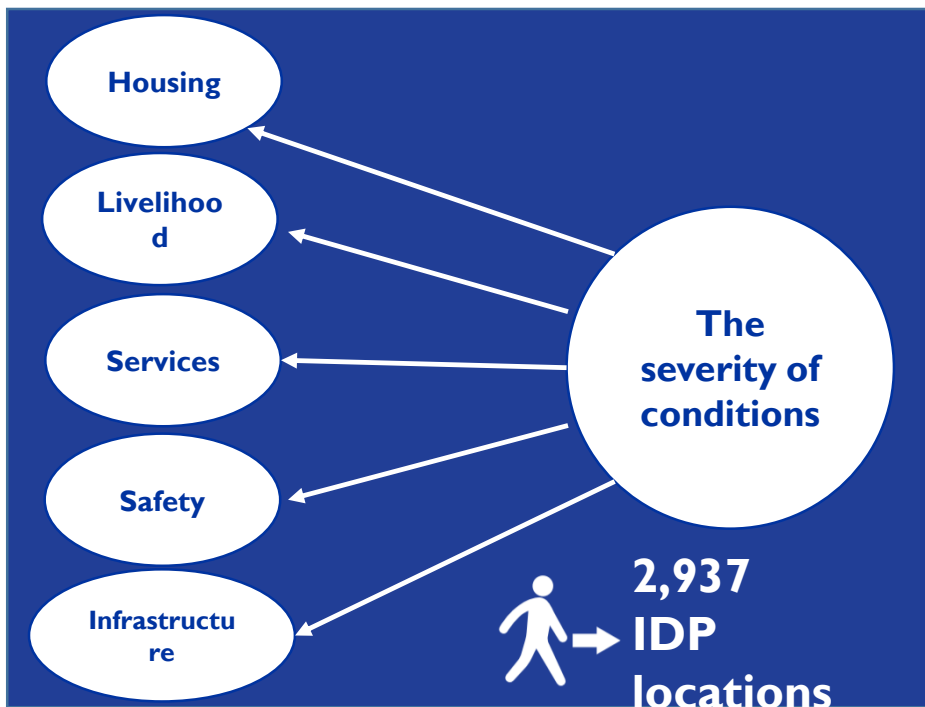 Housing
Livelihoo
d
Services
Safety
Infrastructu
re
The
severity of
conditions
2,937
IDP
locations